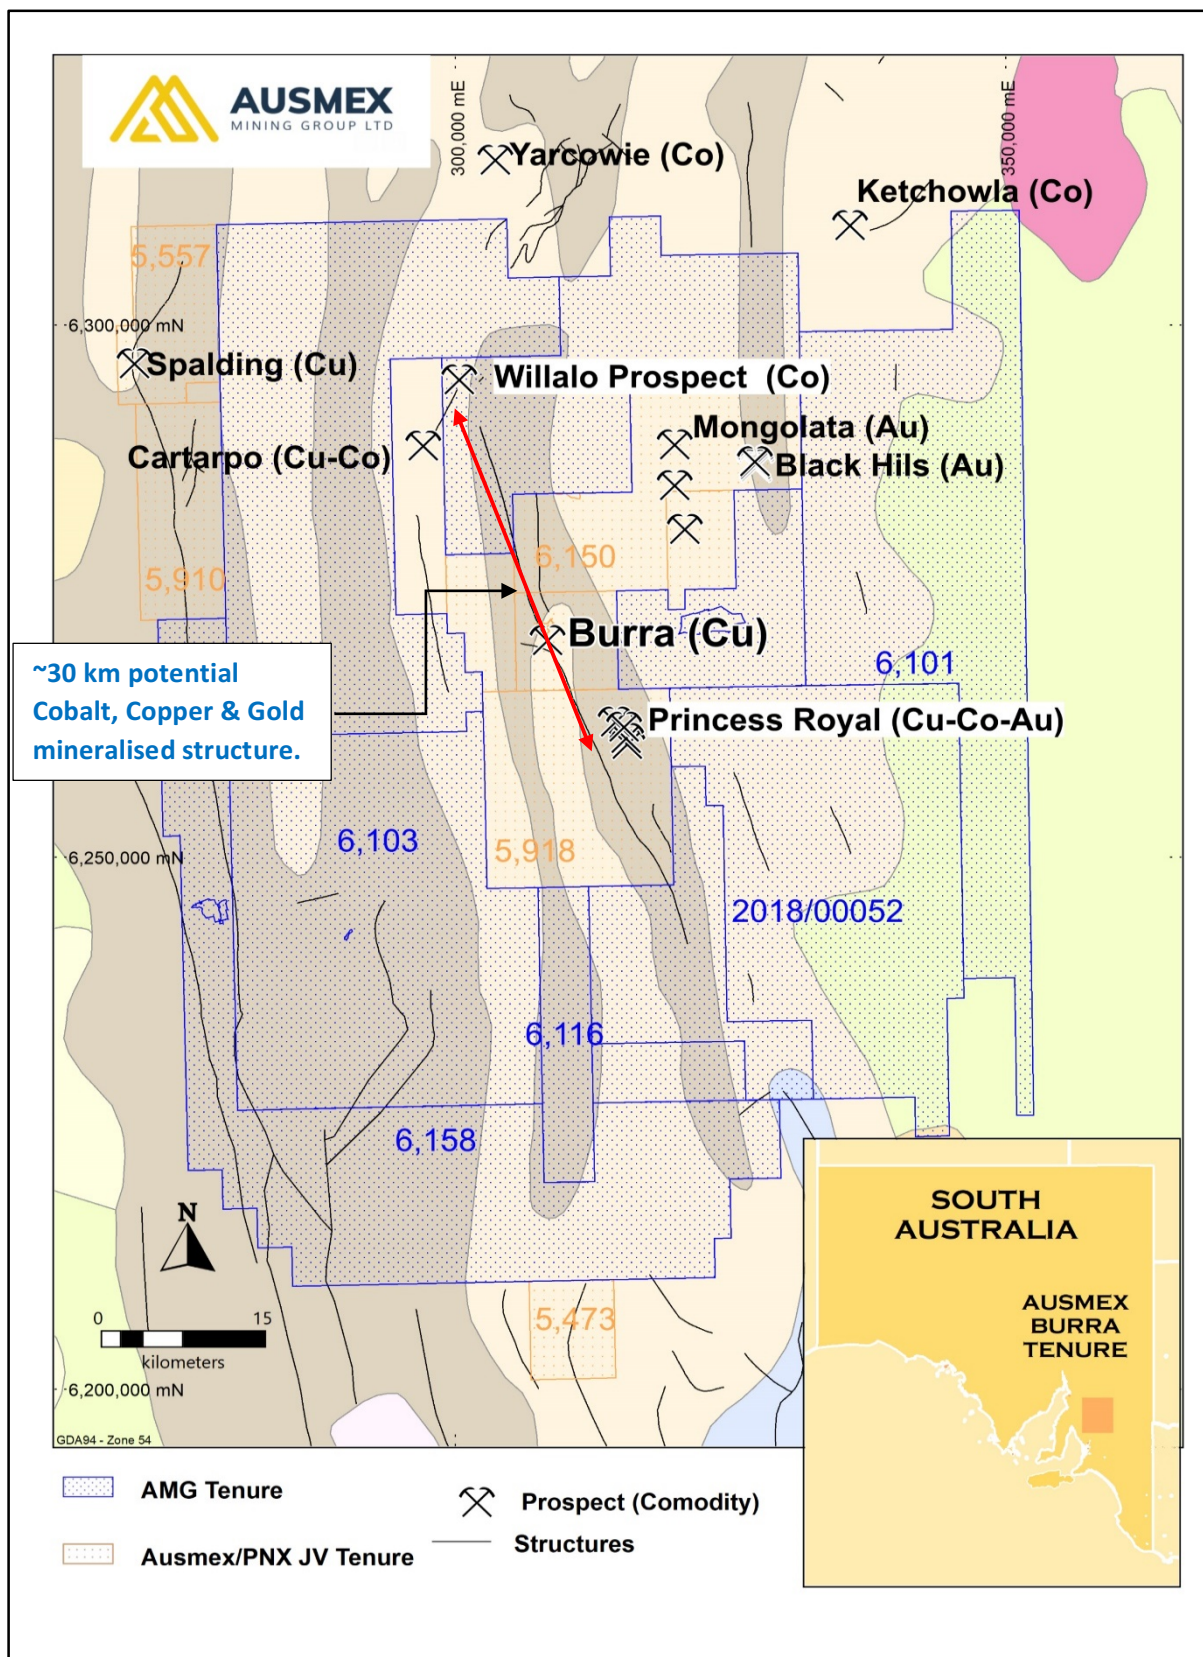 AUSMEX
MINING GROUP LTD
300,000 mE
350,000 mE
Yarcowie (Co)
Ketchowla (Co)
5,557
6,300,000 mN
Spalding (Cu)
Willalo Prospect (Co)
Mongolata (Au)
Cartarpo (Cu-Co)
Black Hils (Au)
6,150
5,910
Burra (Cu)
6,101
~30 km potential
Cobalt, Copper & Gold
mineralised structure.
Princess Royal (Cu-Co-Au)
6,103
5,918
6,250,000 mN
2018/00052
6,116
6,158
N
0 15
kilometers
5,473
6,200,000 mN
GDA94 - Zone 54
SOUTH
AUSTRALIA
AUSMEX
BURRA
TENURE
AMG Tenure
Prospect (Comodity)
Ausmex/PNX JV Tenure
Structures